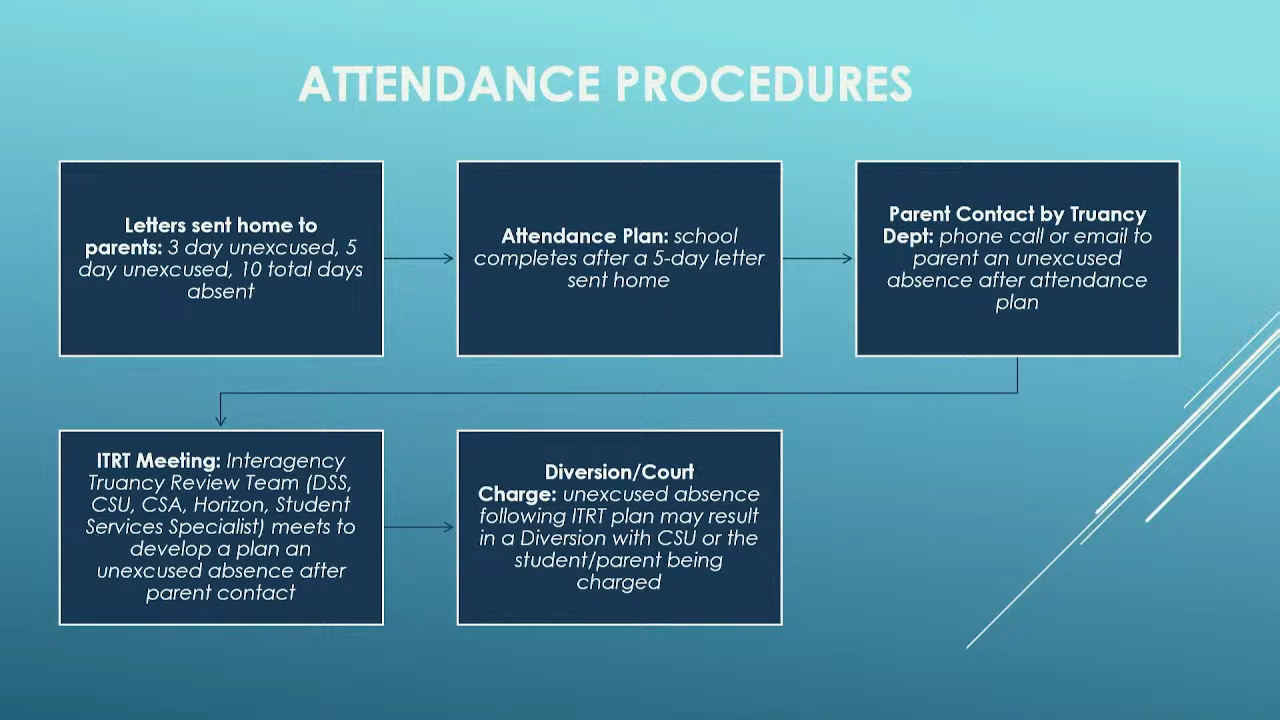 ATTENDANCE PROCEDURES
Letters sent home to
parents: 3 day unexcused, 5
day unexcused, 10 total days
absent
Attendance Plan: school
completes after a 5-day letter
sent home
Parent Contact by Truancy
Dept: phone call or email to
parent an unexcused
absence after attendance
plan
ITRT Meeting: Interagency
Truancy Review Team (DSS,
CSU, CSA, Horizon, Student
Services Specialist) meets to
develop a plan an
unexcused absence after
parent contact
Diversion/Court
Charge: unexcused absence
following ITRT plan may result
in a Diversion with CSU or the
student/parent being
charged